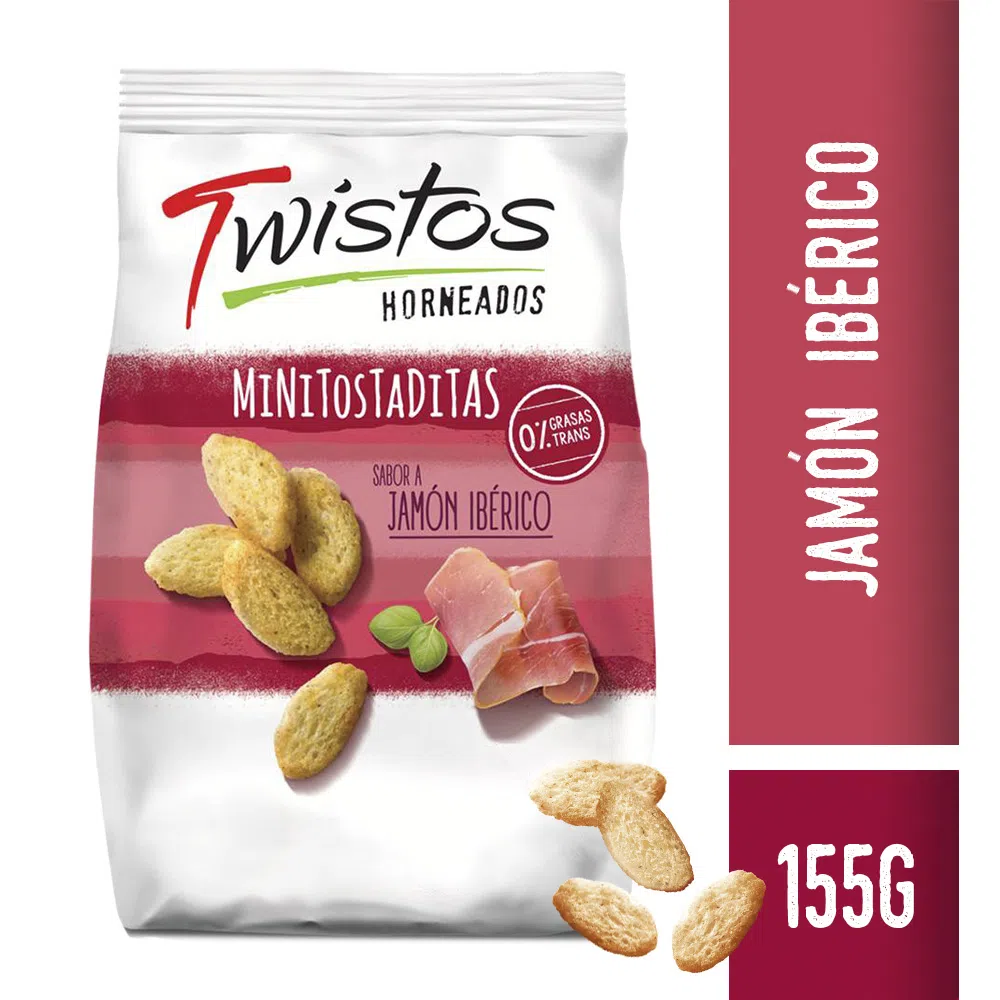 Twistos
HORNEADOS
MiNiTOSTADiTAS
0% GRASAS
TRANS
SABOR A
JAMÓN IBÉRICO
JAMÓN IBÉRICO
155G